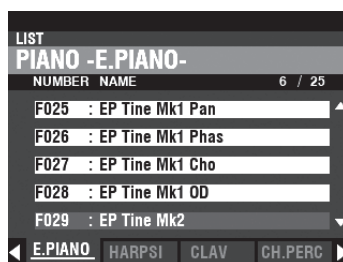 LIST
PIANO -E.PIANO-
NUMBER NAME 6 / 25
F025 : EP Tine Mk1 Pan
F026 : EP Tine Mk1 Phas
F027 : EP Tine Mk1 Cho
F028 : EP Tine Mk1 OD
F029 : EP Tine Mk2
E.PIANO HARPSI CLAV CH.PERC